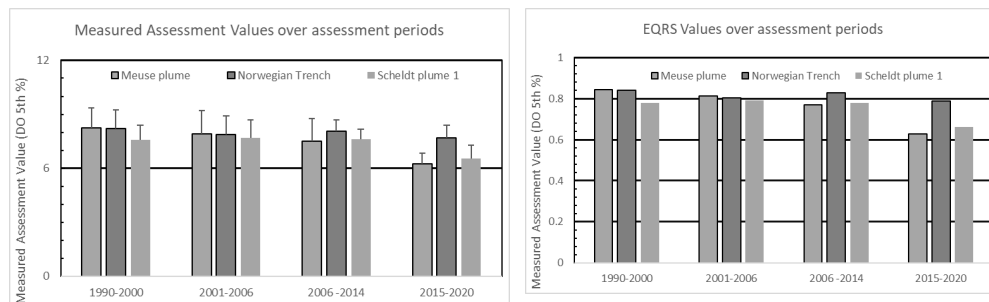 Measured Assessment Values over assessment periods
Measured Assessment Value (DO 5th %)
12
6
0
Meuse plume Norwegian Trench Scheldt plume 1
1990-2000 2001-2006 2006-2014 2015-2020
EQRS Values over assessment periods
Measured Assessment Value (DO 5th %)
1
0.8
0.6
0.4
0.2
0
Meuse plume Norwegian Trench Scheldt plume 1
1990-2000 2001-2006 2006-2014 2015-2020